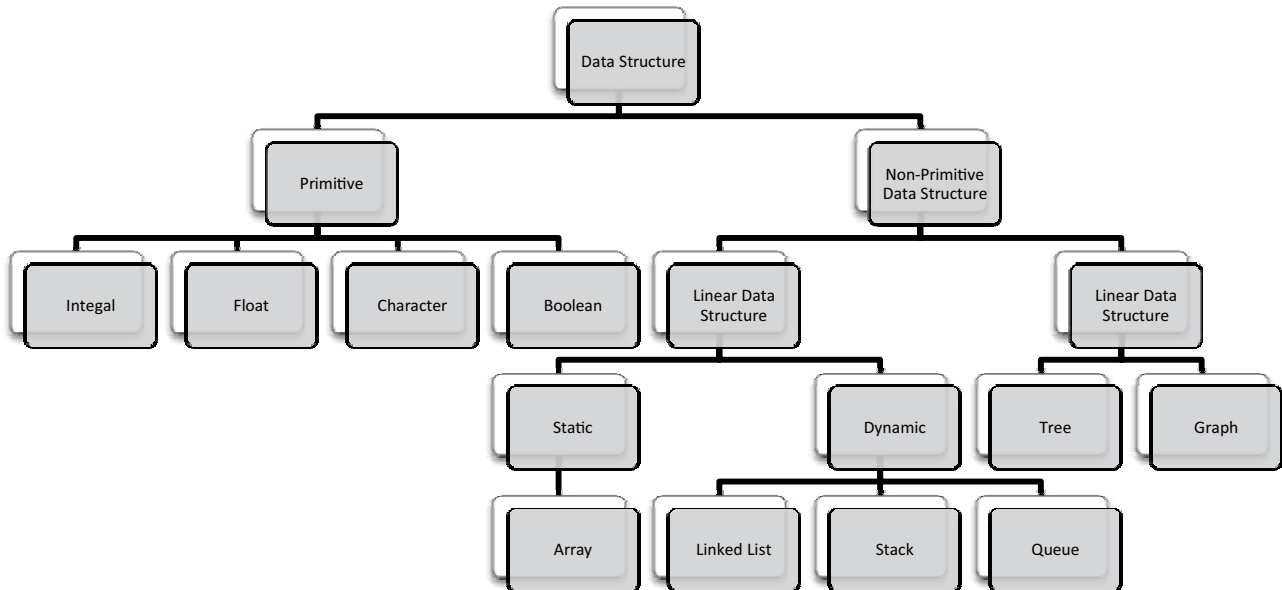 Data Structure
Primitive
Non-Primitive
Data Structure
Integal
Float
Character
Boolean
Linear Data
Structure
Linear Data
Structure
Static
Dynamic
Tree
Graph
Array
Linked List
Stack
Queue